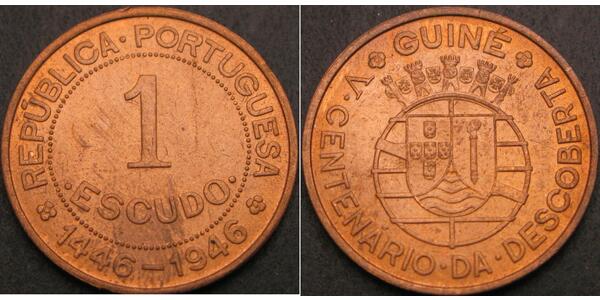 REPÚBLICA · PORTUGUESA
1
· ESCUDO ·
1446-1946
GUINÉ
V · CENTENÁRIO · DA · DESCOBERTA